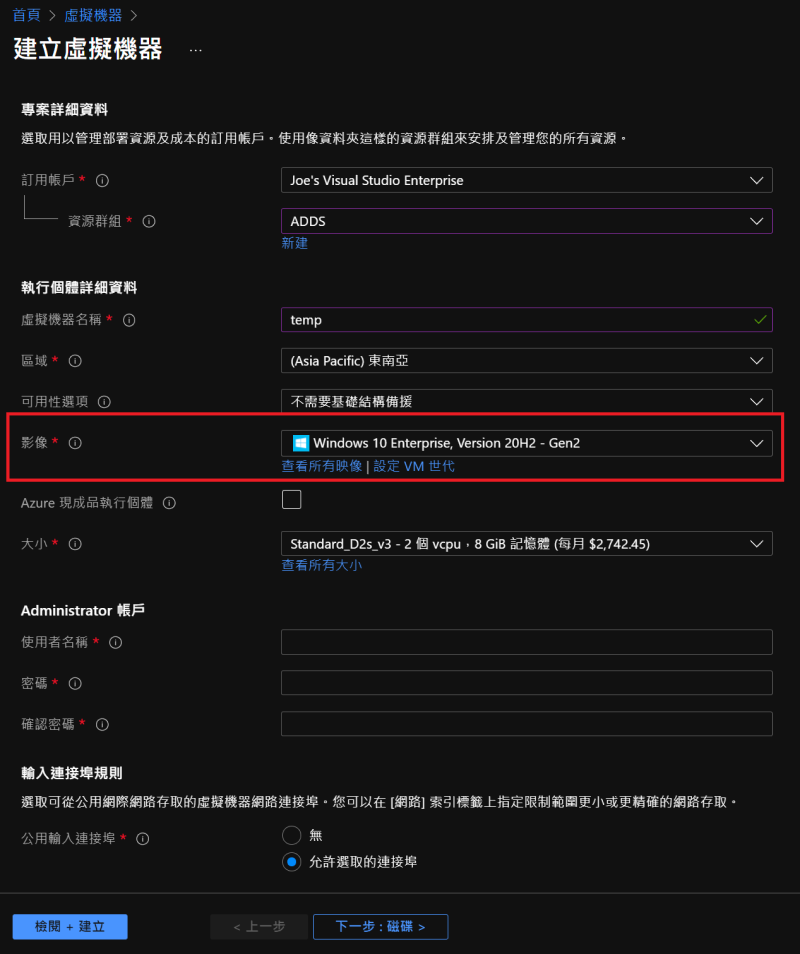 首頁 > 虛擬機器 >
建立虛擬機器 ...
專案詳細資料
選取用以管理部署資源及成本的訂用帳戶。使用像資料夾這樣的資源群組來安排及管理您的所有資源。
訂用帳戶 * Joe's Visual Studio Enterprise
資源群組 * ADDS
新建
執行個體詳細資料
虛擬機器名稱 * temp
區域 * (Asia Pacific) 東南亞
可用性選項 不需要基礎結構備援
影像 * Windows 10 Enterprise, Version 20H2 - Gen2
查看所有映像 | 設定 VM 世代
Azure 現成品執行個體
大小 * Standard_D2s_v3 - 2 個 vcpu，8 GiB 記憶體 (每月 $2,742.45)
查看所有大小
Administrator 帳戶
使用者名稱 *
密碼 *
確認密碼 *
輸入連接埠規則
選取可從公用網際網路存取的虛擬機器網路連接埠。您可以在 [網路] 索引標籤上指定限制範圍更小或更精確的網路存取。
公用輸入連接埠 * 無
允許選取的連接埠
檢閱 + 建立 < 上一步 下一步 : 磁碟 >